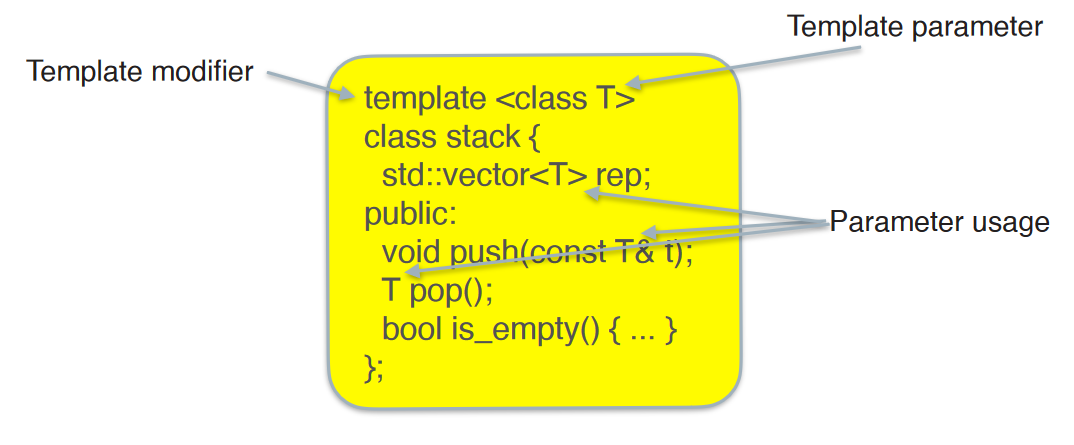 Template parameter
Template modifier
template <class T>
class stack {
std::vector<T> rep;
public:
Parameter usage
void push(const T& t);
T pop();
bool is_empty() { ... }
};